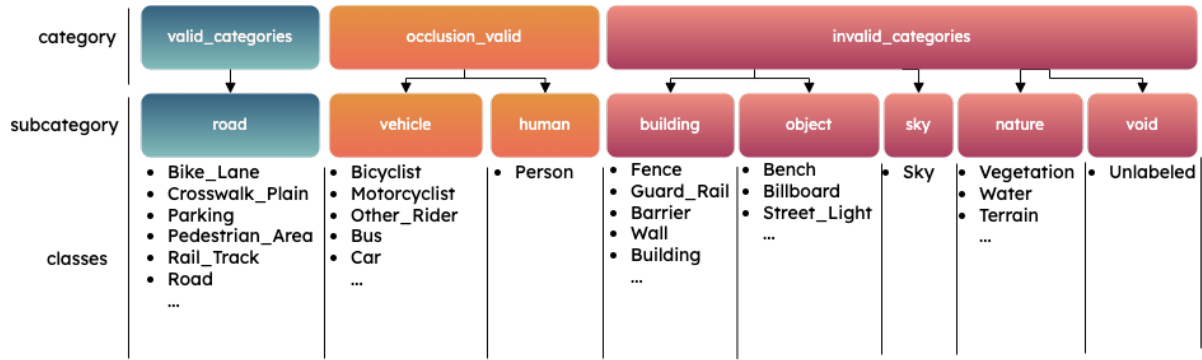 category
valid_categories
occlusion_valid
invalid_categories
subcategory
road
vehicle
human
building
object
sky
nature
void
classes
• Bike_Lane
• Crosswalk_Plain
• Parking
• Pedestrian_Area
• Rail_Track
• Road
...
• Bicyclist
• Motorcyclist
• Other_Rider
• Bus
• Car
...
• Person
• Fence
• Guard_Rail
• Barrier
• Wall
• Building
...
• Bench
• Billboard
• Street_Light
...
• Sky
• Vegetation
• Water
• Terrain
...
• Unlabeled